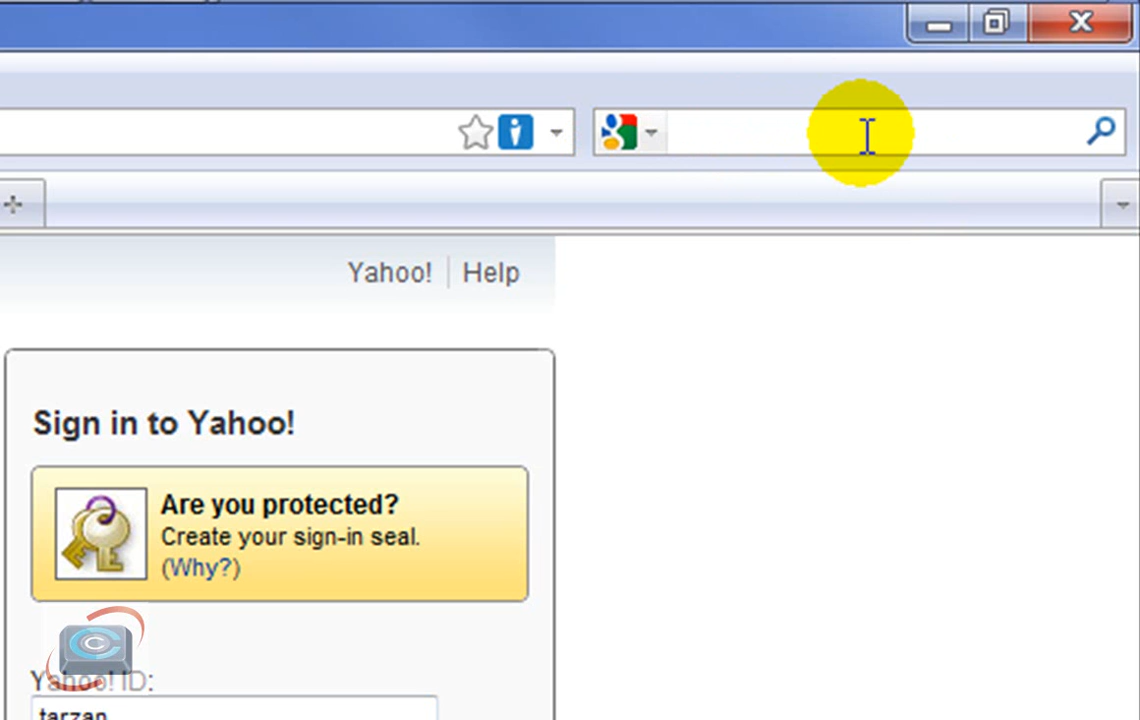 Yahoo! Help
Sign in to Yahoo!
Are you protected?
Create your sign-in seal.
(Why?)
C
Yahoo! ID:
tarzan